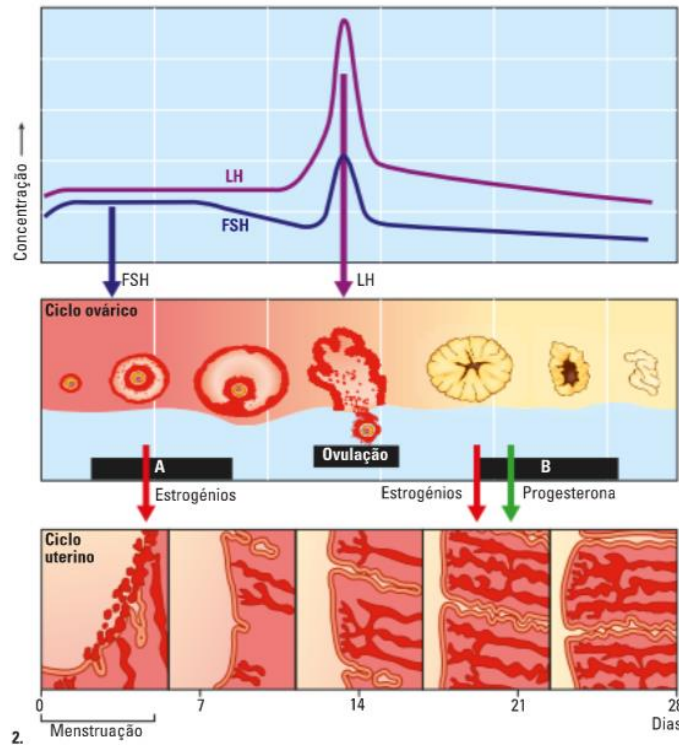 Concentração
LH
FSH
FSH
LH
Ciclo ovárico
Ovulação
A
B
Estrogénios
Estrogénios
Progesterona
Ciclo
uterino
0
7
14
21
28
Dias
Menstruação
2.